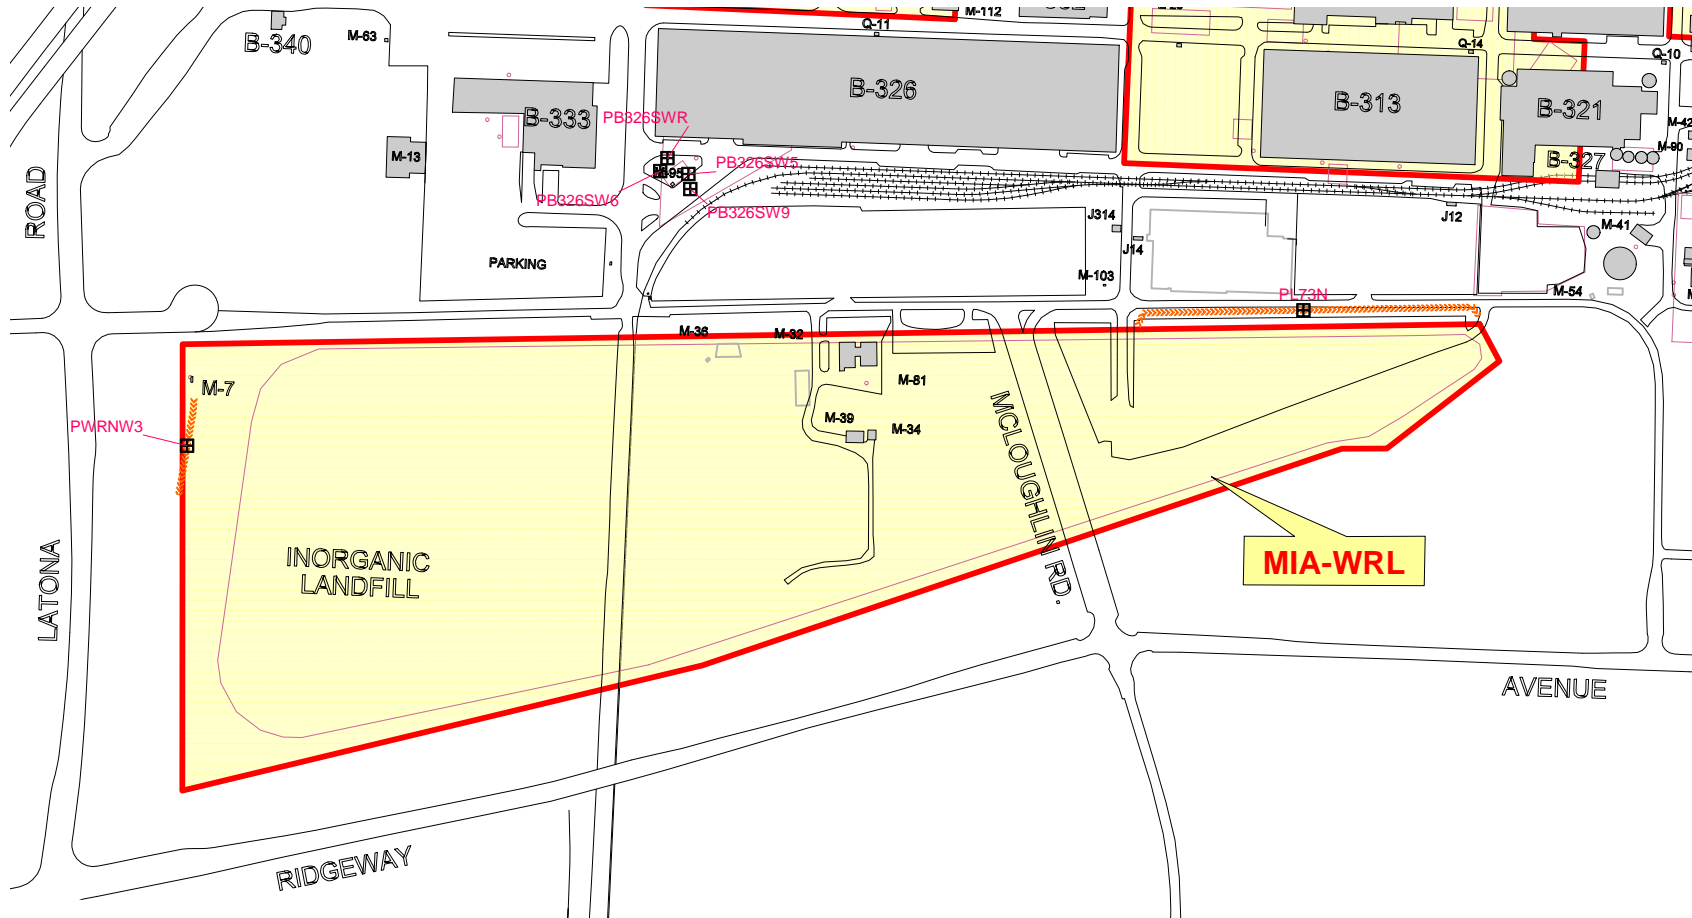 M-112
Q-11
B-340
M-63
Q-14
Q-10
B-326
B-313
B-321
B-333
PB326SWR
M-42
M-90
M-13
M-95
PB326SW5
B-327
PB326SW6
PB326SW9
ROAD
J314
J12
M-41
J14
PARKING
M-103
M-54
PL73N
M-36
M-32
M-7
M-81
PWRNW3
M-39
M-34
MCLOUGHLIN RD.
INORGANIC
LANDFILL
MIA-WRL
LATONA
AVENUE
RIDGEWAY